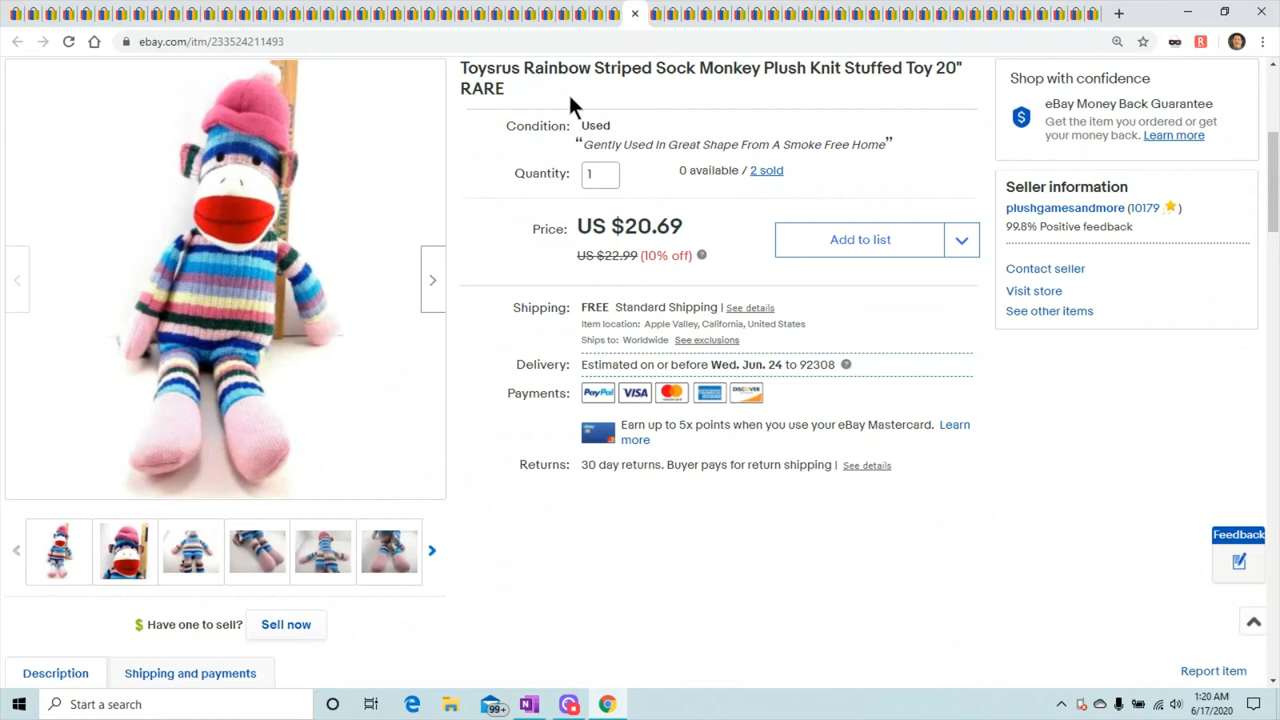 ebay.com/itm/233524211493
Toysrus Rainbow Striped Sock Monkey Plush Knit Stuffed Toy 20"
RARE
Condition: Used
“Gently Used In Great Shape From A Smoke Free Home”
Quantity: 1 0 available / 2 sold
Price: US $20.69
Add to list
US $22.99 (10% off)
Shipping: FREE Standard Shipping | See details
Item location: Apple Valley, California, United States
Ships to: Worldwide See exclusions
Delivery: Estimated on or before Wed. Jun. 24 to 92308
Payments: PayPal VISA DISCOVER
Earn up to 5x points when you use your eBay Mastercard. Learn
more
Returns: 30 day returns. Buyer pays for return shipping | See details
Shop with confidence
eBay Money Back Guarantee
Get the item you ordered or get
your money back. Learn more
Seller information
plushgamesandmore (10179 )
99.8% Positive feedback
Contact seller
Visit store
See other items
Feedback
Have one to sell? Sell now
Description Shipping and payments
Report item
Start a search
99+
1:20 AM
6/17/2020